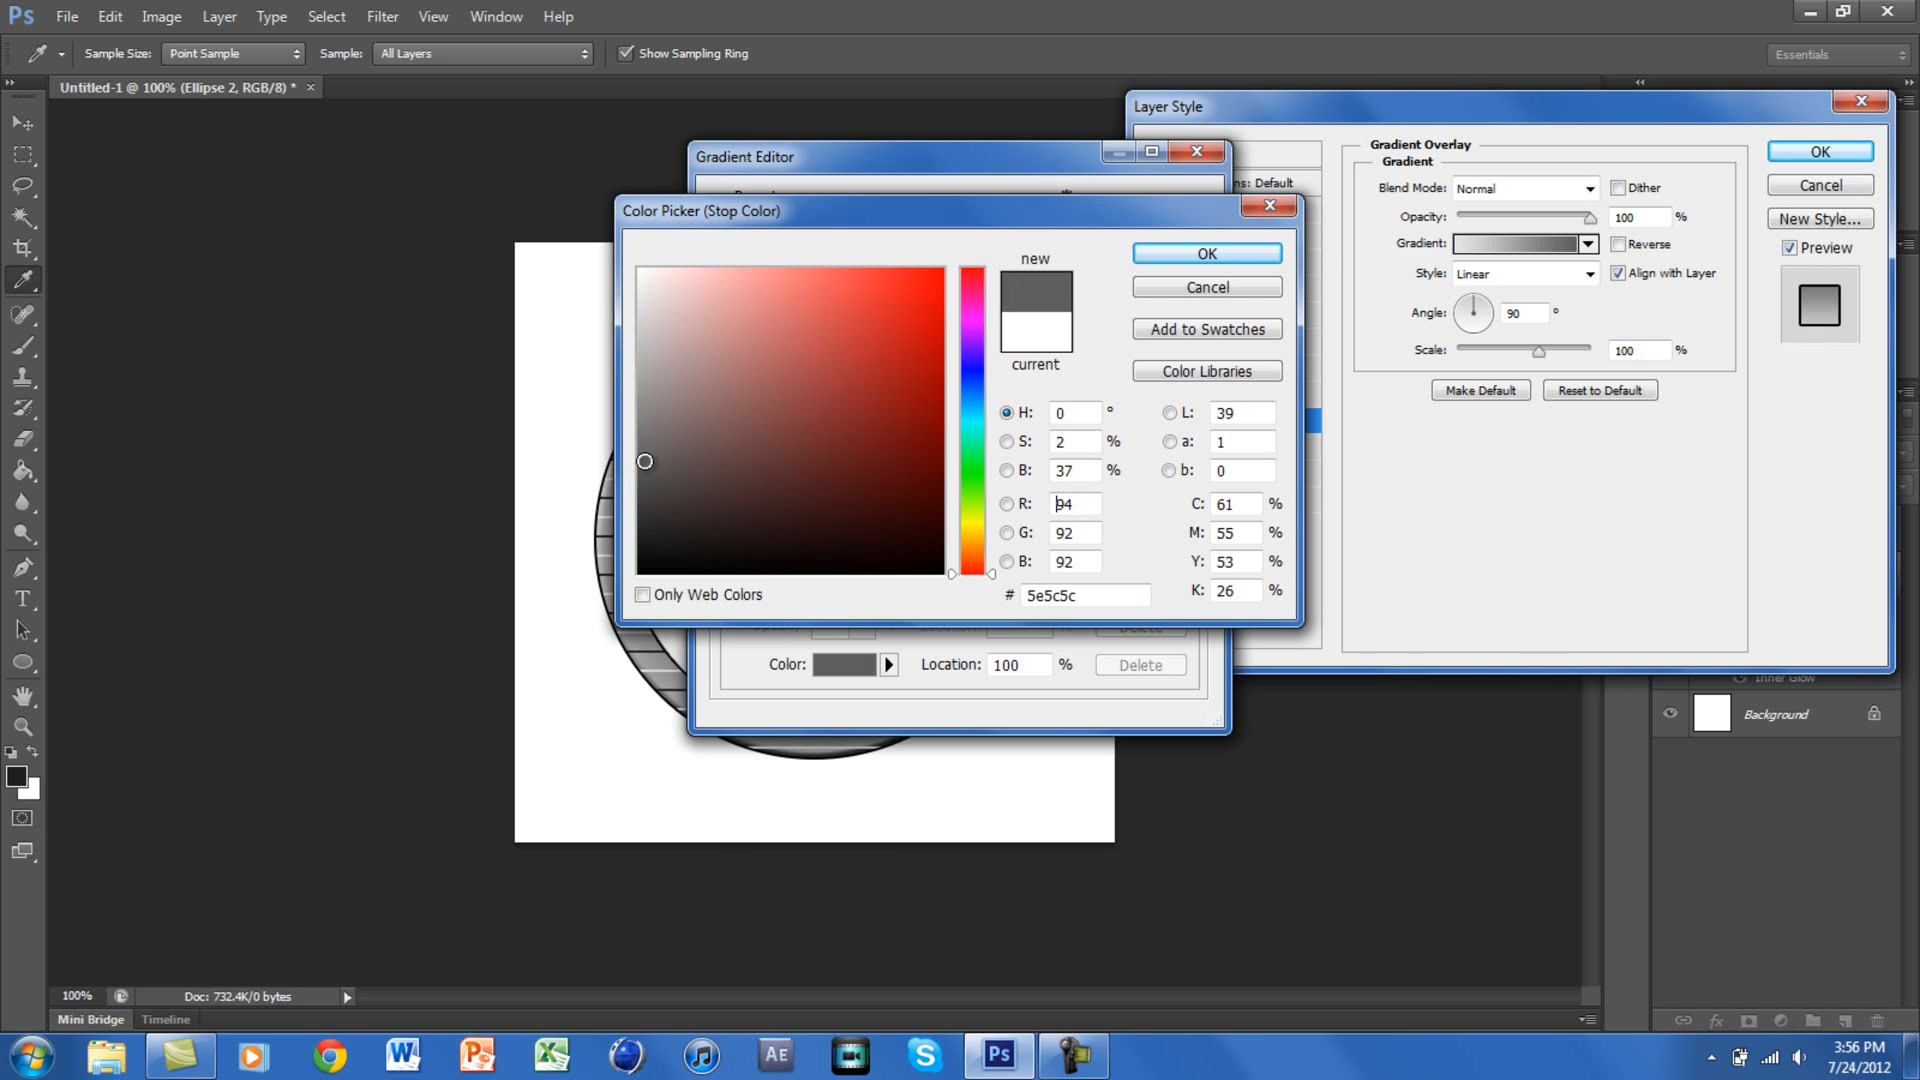 Ps File Edit Image Layer Type Select Filter View Window Help
Sample Size: Point Sample Sample: All Layers Show Sampling Ring Essentials
Untitled-1 @ 100% (Ellipse 2, RGB/8) * ×
Layer Style
ns: Default
Gradient Overlay
Gradient
Blend Mode: Normal Dither
Opacity: 100 %
Gradient: Reverse
Style: Linear Align with Layer
Angle: 90 °
Scale: 100 %
Make Default Reset to Default
OK
Cancel
New Style...
Preview
Gradient Editor
Color Picker (Stop Color)
new
current
OK
Cancel
Add to Swatches
Color Libraries
H: 0 ° L: 39
S: 2 % a: 1
B: 37 % b: 0
R: 94 C: 61 %
G: 92 M: 55 %
B: 92 Y: 53 %
# 5e5c5c K: 26 %
Only Web Colors
Color: Location: 100 % Delete
Inner Glow
Background
100% Doc: 732.4K/0 bytes
Mini Bridge Timeline
fx
AE Ps
3:56 PM
7/24/2012